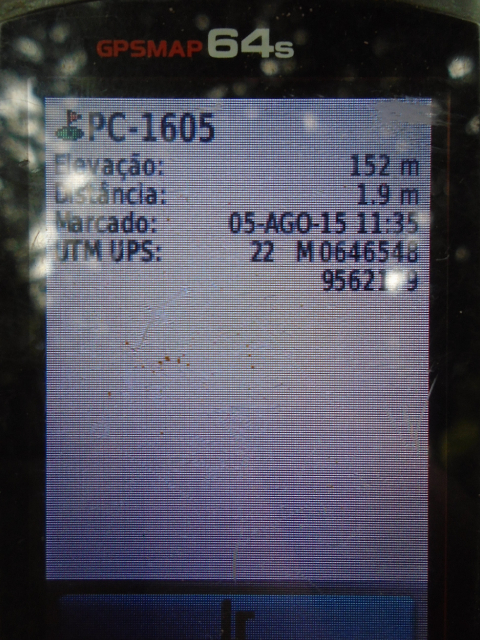 GPSMAP 64s
PC-1605
Elevação: 152 m
Distância: 1.9 m
Marcado: 05-AGO-15 11:35
UTM UPS: 22 M 0646548